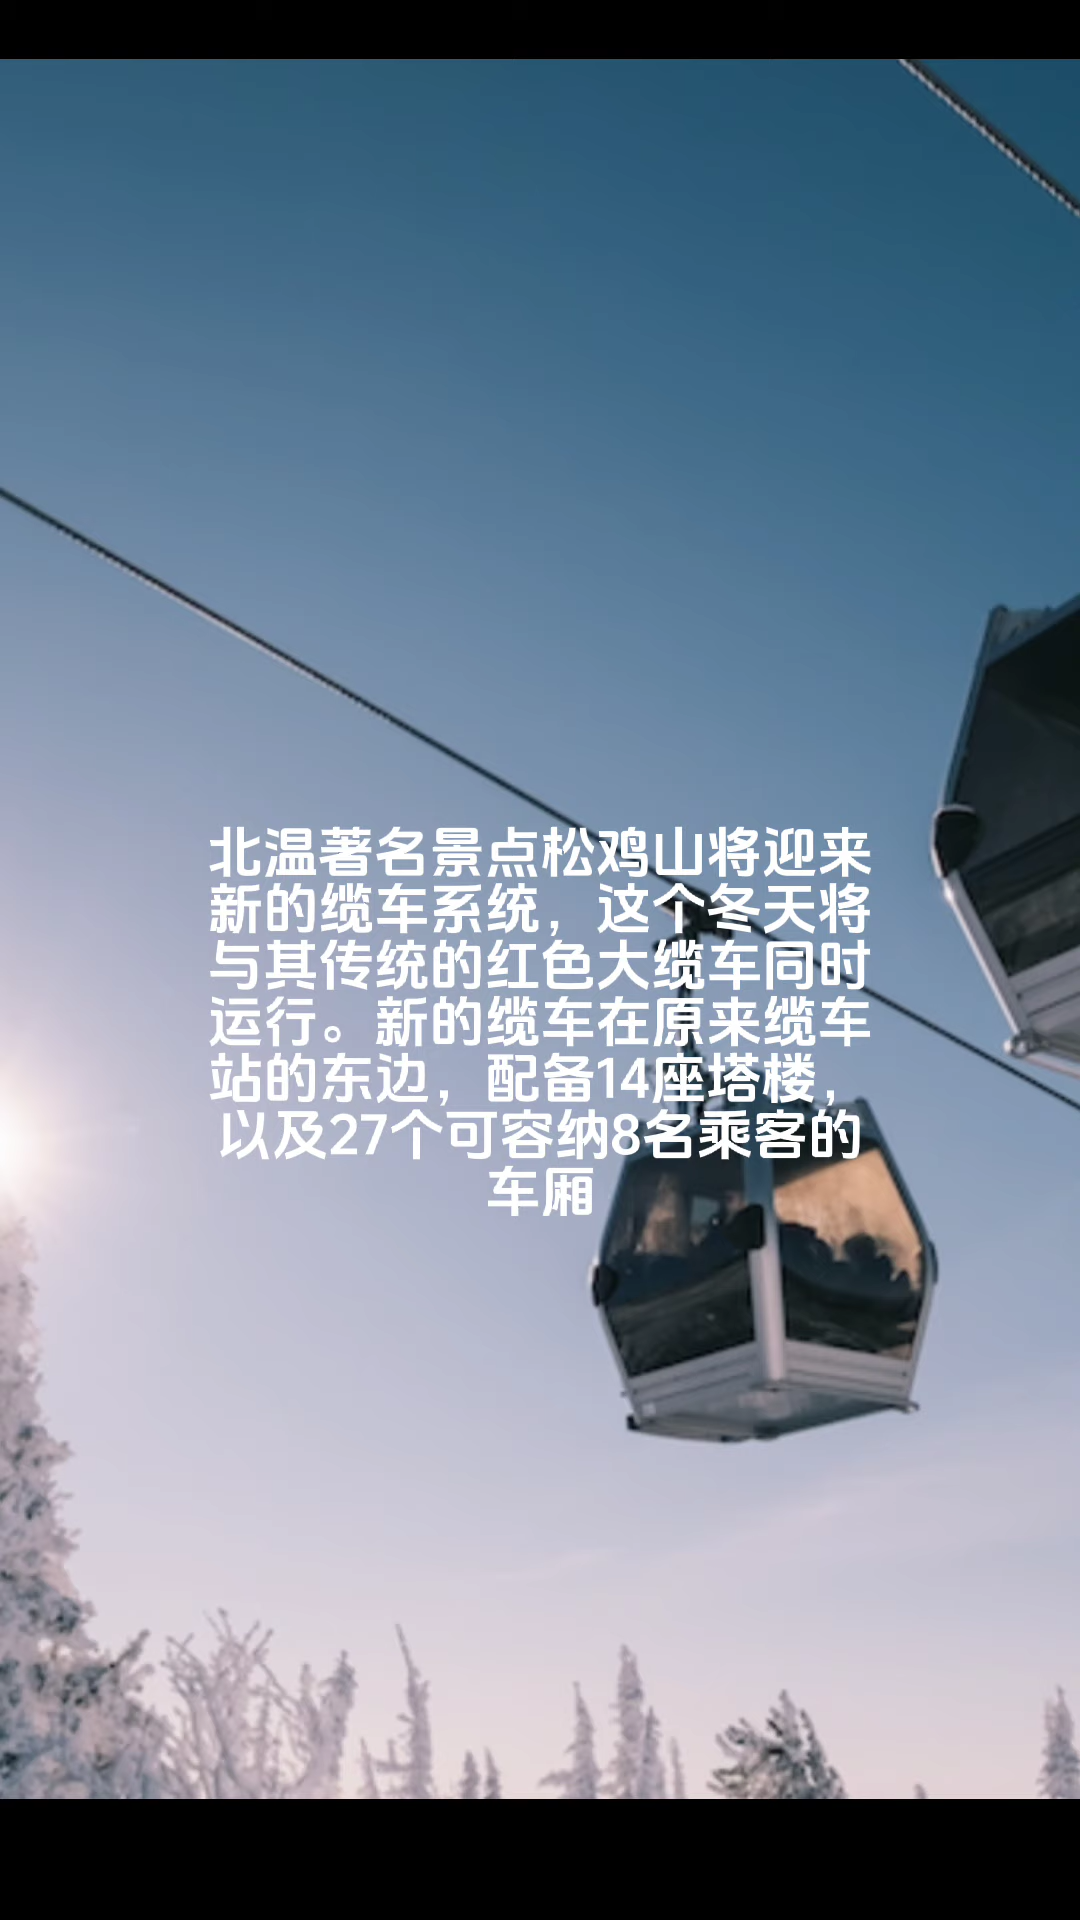 北温著名景点松鸡山将迎来
新的缆车系统，这个冬天将
与其传统的红色大缆车同时
运行。新的缆车在原来缆车
站的东边，配备14座塔楼，
以及27个可容纳8名乘客的
车厢